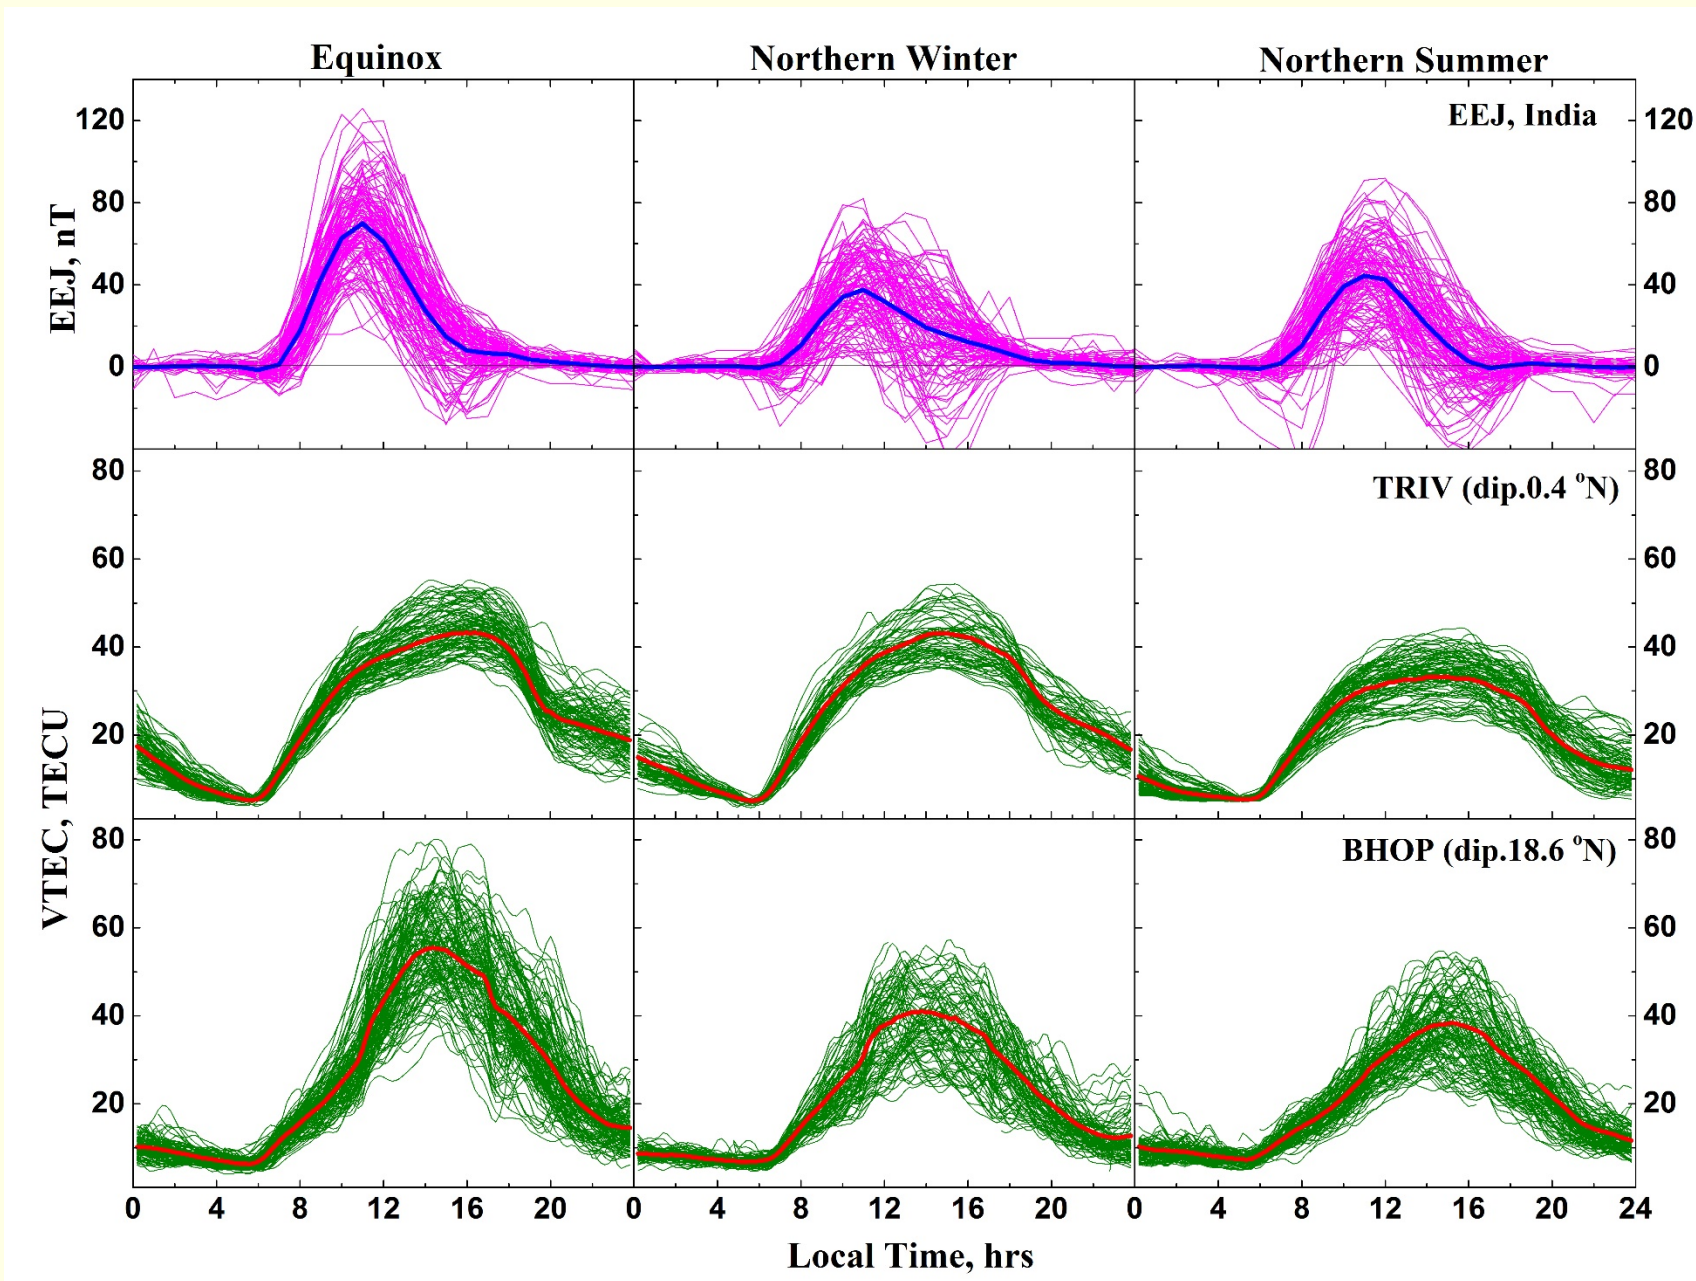 Equinox
Northern Winter
Northern Summer
EEJ, India
120
80
40
0
EEJ, nT
120
80
40
0
TRIV (dip.0.4 °N)
80
60
40
20
80
60
40
20
VTEC, TECU
BHOP (dip.18.6 °N)
80
60
40
20
80
60
40
20
0 4 8 12 16 20 0 4 8 12 16 20 0 4 8 12 16 20 24
Local Time, hrs